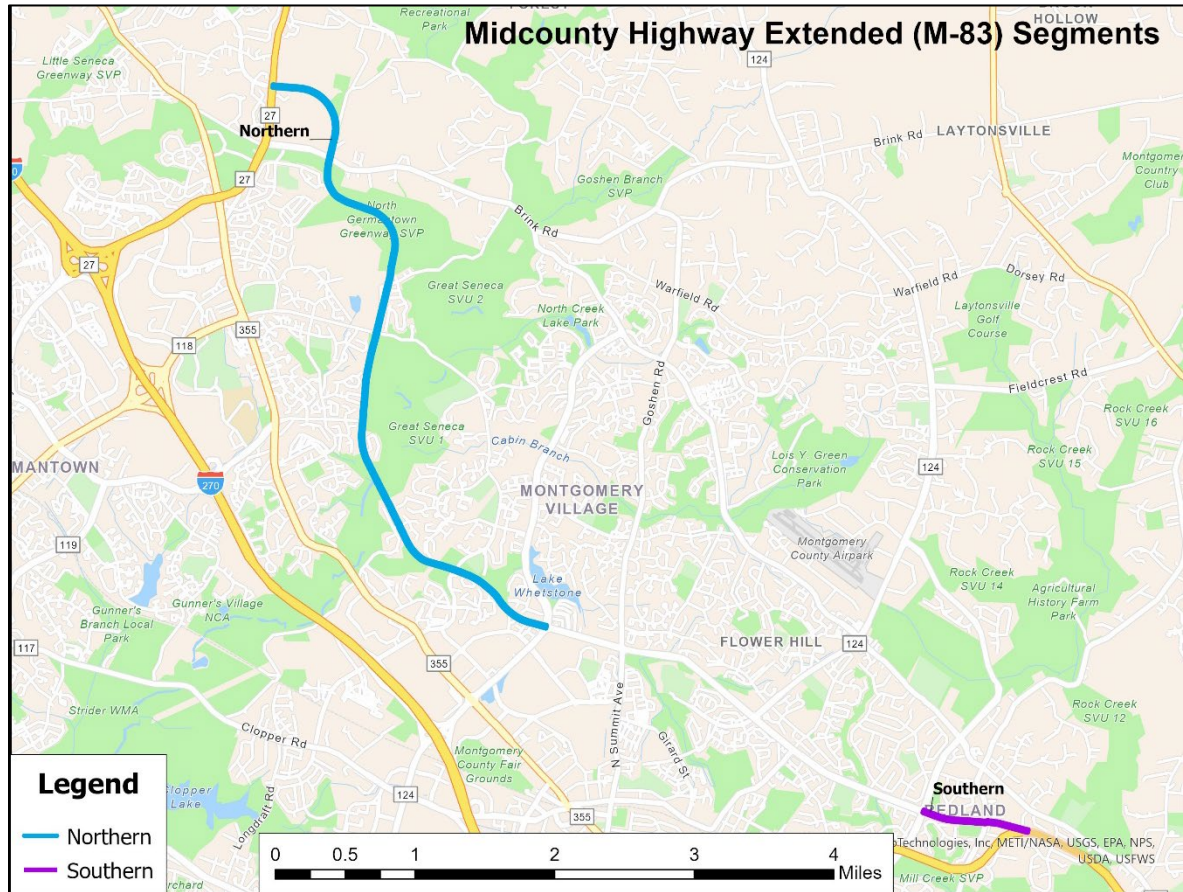 FOREST
BROOK
HOLLOW
Midcounty Highway Extended (M-83) Segments
Recreational
Park
124
Little Seneca
Greenway SVP
27
Northern
Brink Rd
LAYTONSVILLE
Montgomery
Country
Club
27
Goshen Branch
SVP
North
Germantown
Greenway SVP
Brink Rd
27
Great Seneca
SVU 2
Warfield Rd
Warfield Rd
Dorsey Rd
North Creek
Lake Park
Laytonsville
Golf
Course
355
118
Goshen Rd
Fieldcrest Rd
Rock Creek
SVU 16
Great Seneca
SVU 1
Cabin Branch
Lois Y Green
Conservation
Park
124
Rock Creek
SVU 15
MANTOWN
270
MONTGOMERY
VILLAGE
119
Montgomery
County Airpark
Lake
Whetstone
Rock Creek
SVU 14
Agricultural
History Farm
Park
Gunner's
Branch Local
Park
Gunner's Village
NCA
FLOWER HILL
124
117
355
Strider WMA
Clopper Rd
N Summit Ave
Girard St
Rock Creek
SVU 12
Montgomery
County Fair
Grounds
Legend
Northern
Southern
Clopper
Lake
Longdraft Rd
124
355
Southern
REDLAND
Technologies, Inc, METI/NASA, USGS, EPA, NPS,
USDA, USFWS
Mill Creek SVP
0 0.5 1 2 3 4
Miles
orchard